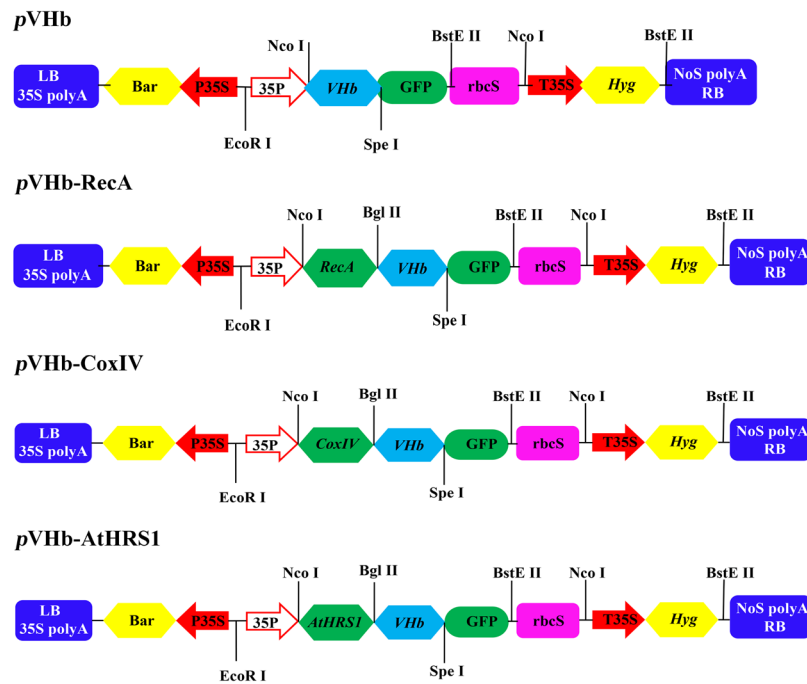 pVHb
Nco I
BstE II
Nco I
BstE II
LB
35S polyA
Bar
P35S
35P
VHb
GFP
rbcS
T35S
Hyg
NoS polyA
RB
EcoR I
Spe I
pVHb-RecA
Nco I
Bgl II
BstE II
Nco I
BstE II
LB
35S polyA
Bar
P35S
35P
RecA
VHb
GFP
rbcS
T35S
Hyg
NoS polyA
RB
EcoR I
Spe I
pVHb-CoxIV
Nco I
Bgl II
BstE II
Nco I
BstE II
LB
35S polyA
Bar
P35S
35P
CoxIV
VHb
GFP
rbcS
T35S
Hyg
NoS polyA
RB
EcoR I
Spe I
pVHb-AtHRS1
Nco I
Bgl II
BstE II
Nco I
BstE II
LB
35S polyA
Bar
P35S
35P
AtHRS1
VHb
GFP
rbcS
T35S
Hyg
NoS polyA
RB
EcoR I
Spe I